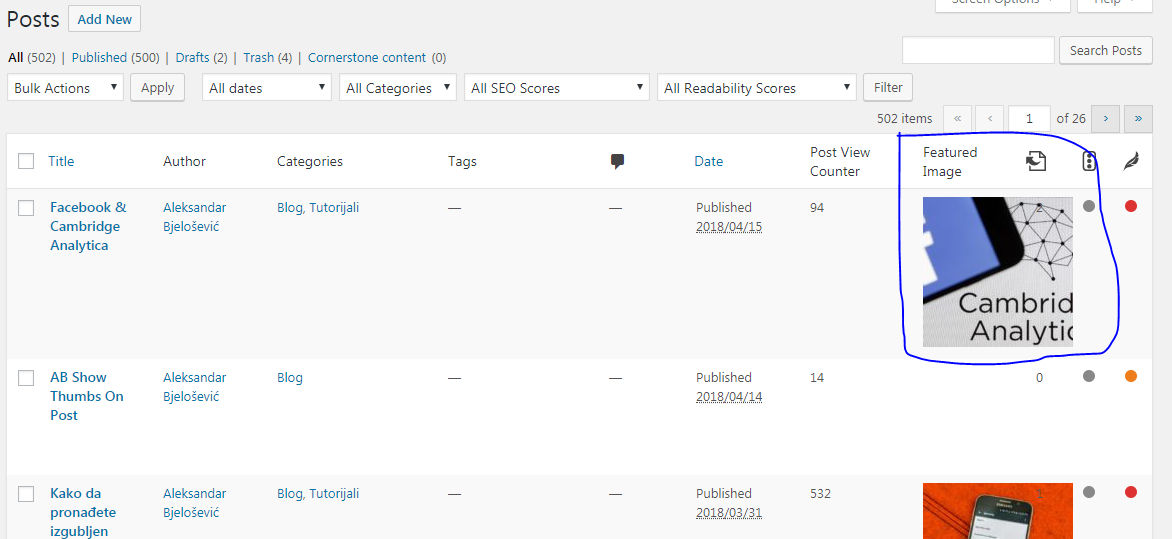 Screen Options Help
Posts Add New
All (502) | Published (500) | Drafts (2) | Trash (4) | Cornerstone content (0)
Search Posts
Bulk Actions Apply All dates All Categories All SEO Scores All Readability Scores Filter
502 items « ‹ 1 of 26 › »
Title Author Categories Tags Date Post View Counter Featured Image
Facebook & Aleksandar Blog, Tutorijali — — Published 94 2
Cambridge Bjelošević 2018/04/15
Analytica
Cambrid
Analytic
AB Show Aleksandar Blog — — Published 14 0
Thumbs On Bjelošević 2018/04/14
Post
Kako da Aleksandar Blog, Tutorijali — — Published 532 1
pronađete Bjelošević 2018/03/31
izgubljen